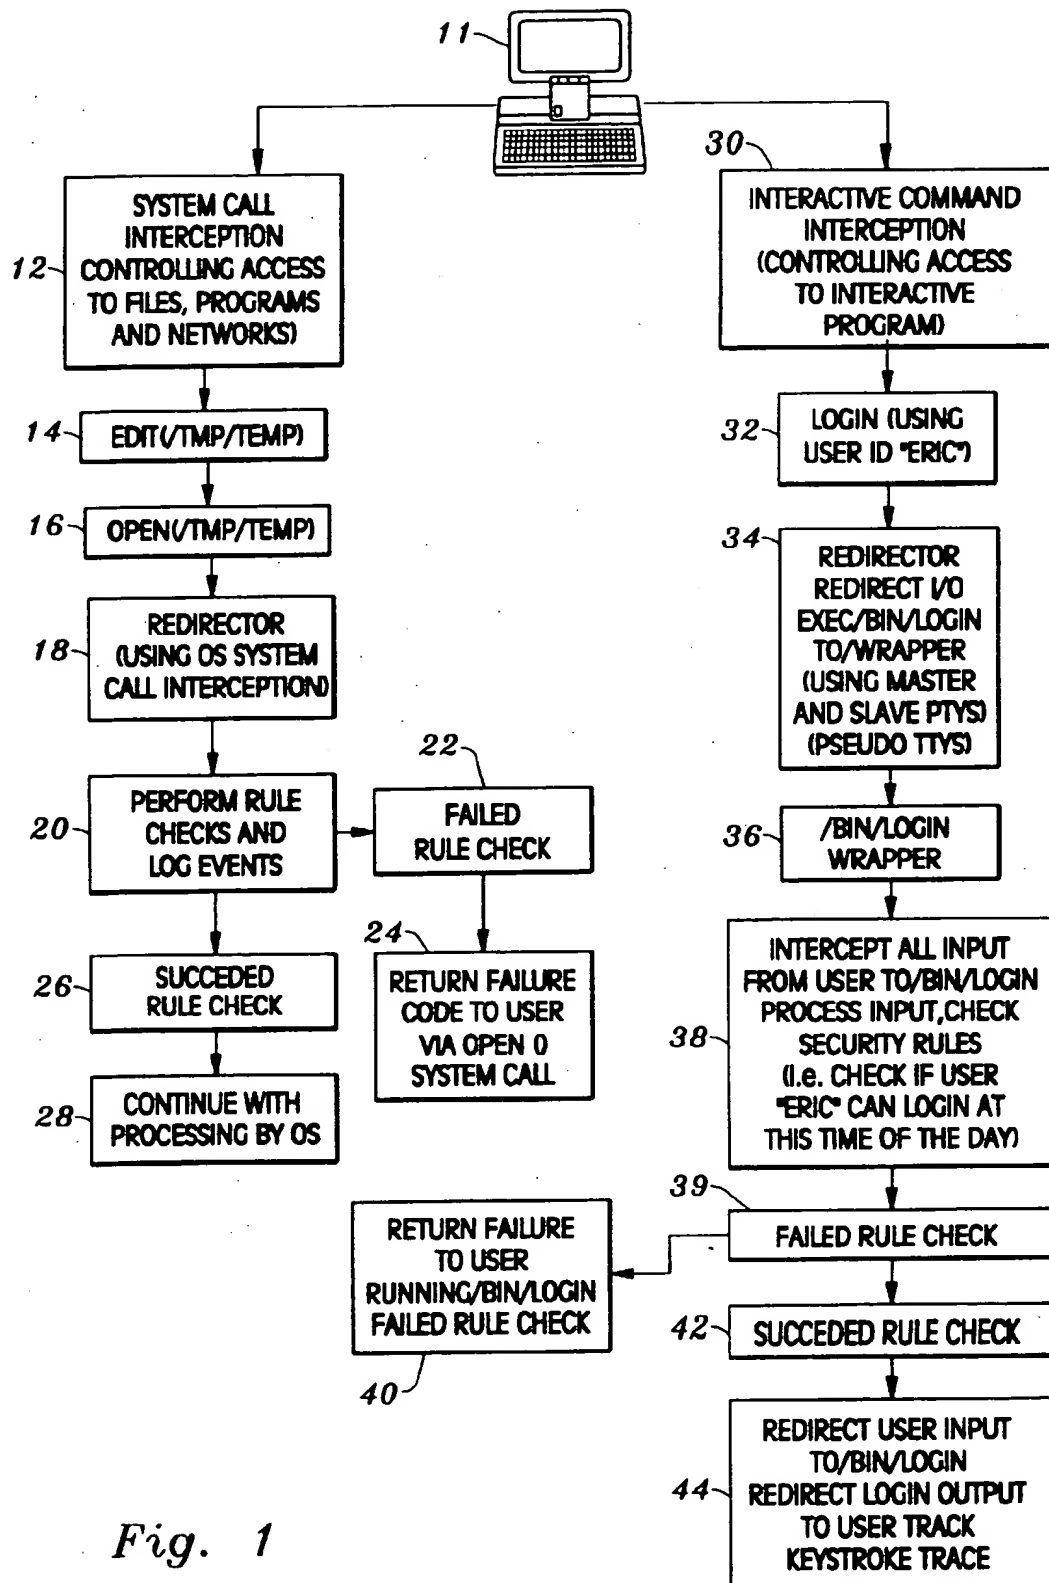 11
12
SYSTEM CALL
INTERCEPTION
CONTROLLING ACCESS
TO FILES, PROGRAMS
AND NETWORKS)
14
EDIT(/TMP/TEMP)
16
OPEN(/TMP/TEMP)
18
REDIRECTOR
(USING OS SYSTEM
CALL INTERCEPTION)
20
PERFORM RULE
CHECKS AND
LOG EVENTS
22
FAILED
RULE CHECK
24
RETURN FAILURE
CODE TO USER
VIA OPEN ()
SYSTEM CALL
26
SUCCEDED
RULE CHECK
28
CONTINUE WITH
PROCESSING BY OS
30
INTERACTIVE COMMAND
INTERCEPTION
(CONTROLLING ACCESS
TO INTERACTIVE
PROGRAM)
32
LOGIN (USING
USER ID "ERIC")
34
REDIRECTOR
REDIRECT I/O
EXEC/BIN/LOGIN
TO/WRAPPER
(USING MASTER
AND SLAVE PTYS)
(PSEUDO TTYS)
36
/BIN/LOGIN
WRAPPER
38
INTERCEPT ALL INPUT
FROM USER TO/BIN/LOGIN
PROCESS INPUT,CHECK
SECURITY RULES
(I.e. CHECK IF USER
"ERIC" CAN LOGIN AT
THIS TIME OF THE DAY)
39
FAILED RULE CHECK
RETURN FAILURE
TO USER
RUNNING/BIN/LOGIN
FAILED RULE CHECK
40
42
SUCCEDED RULE CHECK
44
REDIRECT USER INPUT
TO/BIN/LOGIN
REDIRECT LOGIN OUTPUT
TO USER TRACK
KEYSTROKE TRACE
Fig. 1